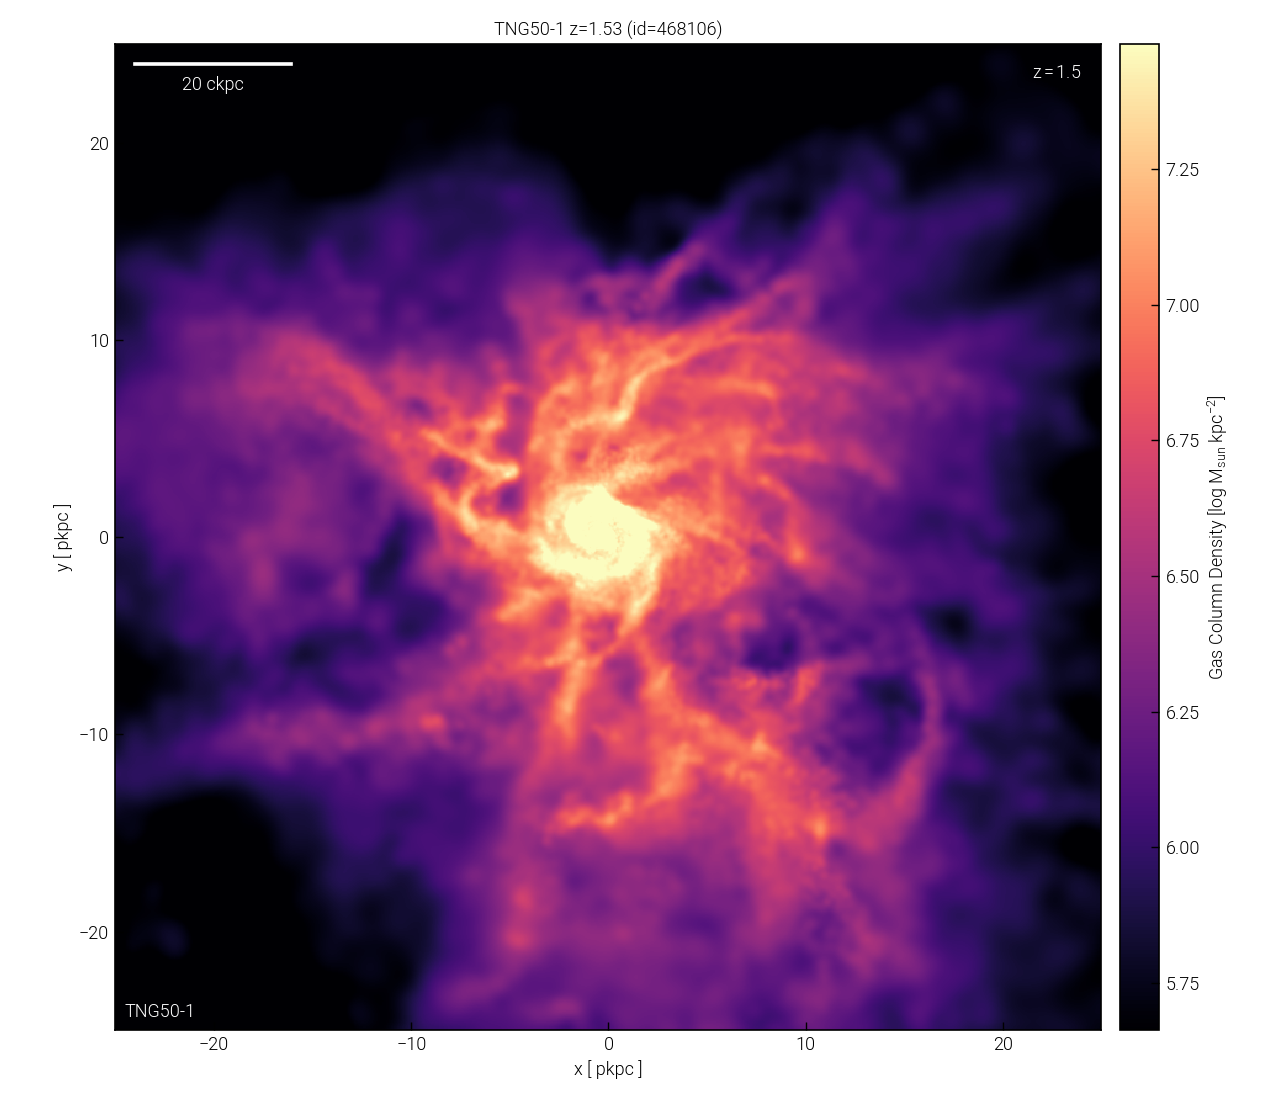 TNG50-1 z=1.53 (id=468106)
20 ckpc
z=1.5
20
10
0
−10
−20
y [ pkpc ]
TNG50-1
−20
−10
0
10
20
x [ pkpc ]
7.25
7.00
6.75
6.50
6.25
6.00
5.75
Gas Column Density [log M_sun kpc⁻²]